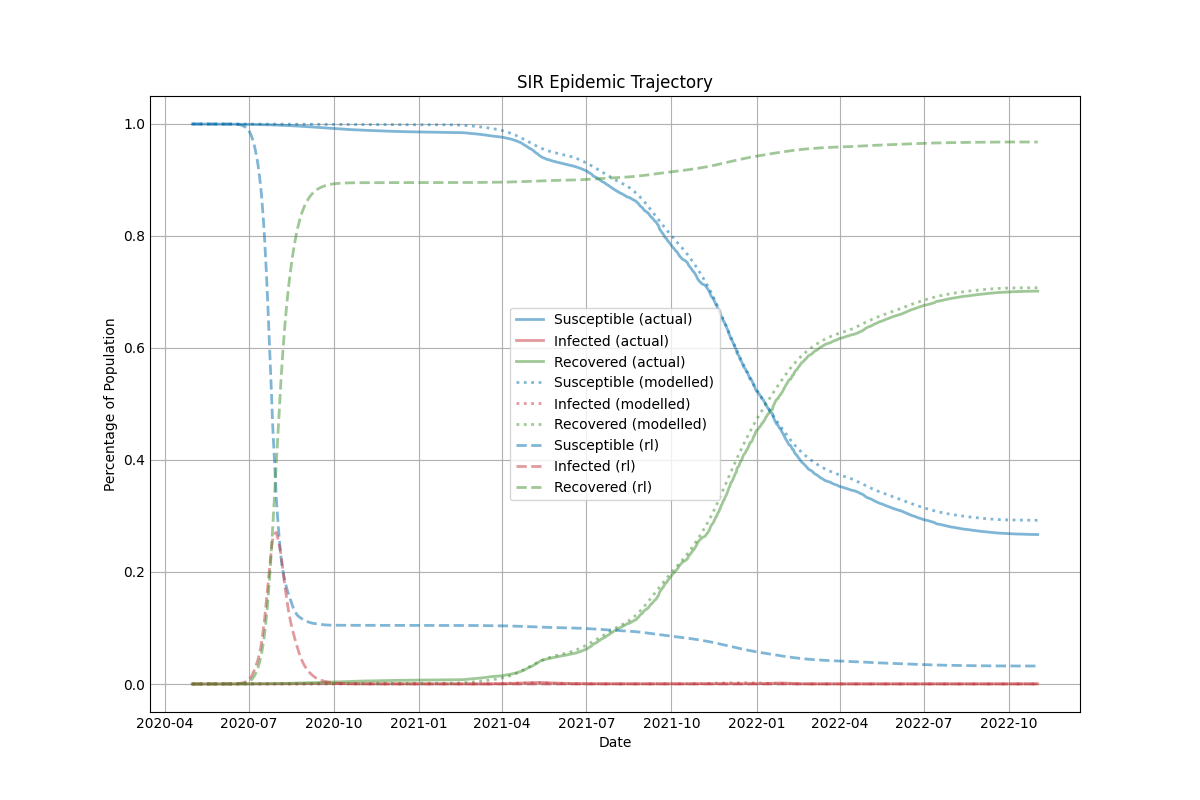 SIR Epidemic Trajectory
Percentage of Population
1.0
0.8
0.6
0.4
0.2
0.0
Susceptible (actual)
Infected (actual)
Recovered (actual)
Susceptible (modelled)
Infected (modelled)
Recovered (modelled)
Susceptible (rl)
Infected (rl)
Recovered (rl)
2020-04 2020-07 2020-10 2021-01 2021-04 2021-07 2021-10 2022-01 2022-04 2022-07 2022-10
Date